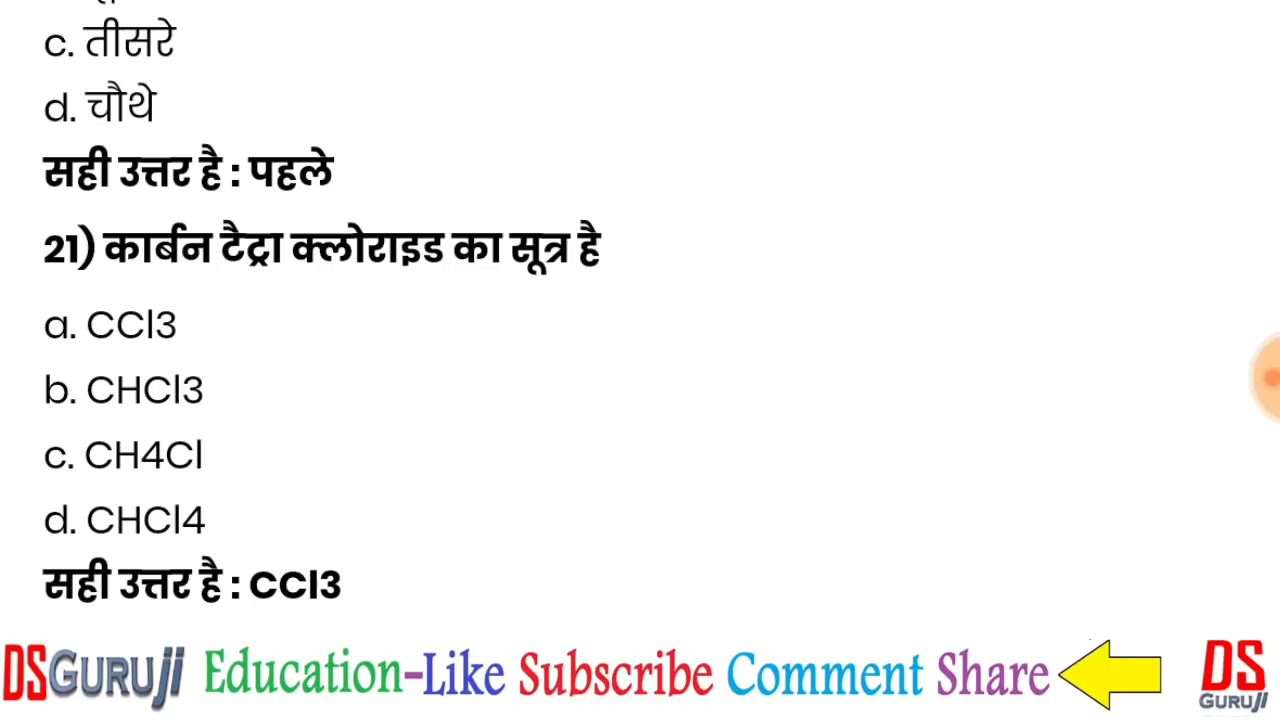 c. तीसरे
d. चौथे
सही उत्तर है : पहले
21) कार्बन टैट्रा क्लोराइड का सूत्र है
a. CCl3
b. CHCl3
c. CH4Cl
d. CHCl4
सही उत्तर है : CCl3
DSGURUJI Education-Like Subscribe Comment Share DS
GURUJI